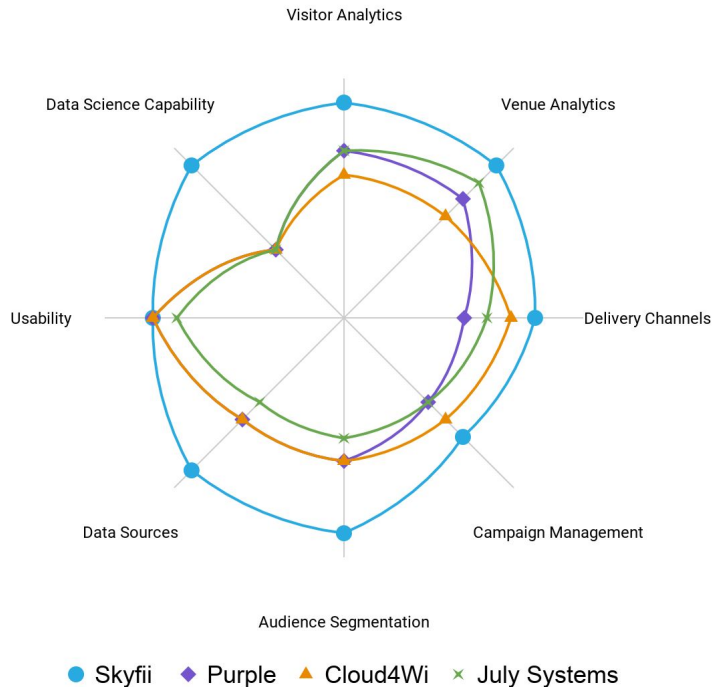 Visitor Analytics
Data Science Capability
Venue Analytics
Usability
Delivery Channels
Data Sources
Campaign Management
Audience Segmentation
Skyfii Purple Cloud4Wi July Systems